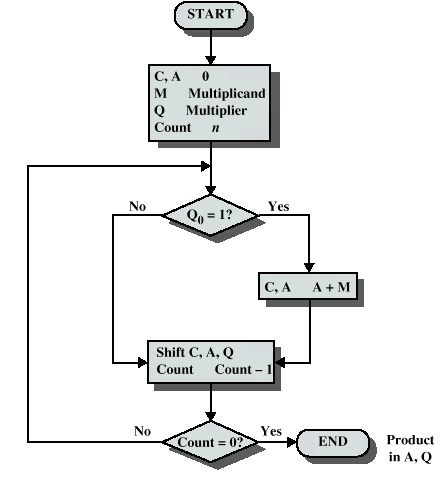 START
C, A 0
M Multiplicand
Q Multiplier
Count n
No
Yes
Q0 = 1?
C, A A + M
Shift C, A, Q
Count Count – 1
No
Yes
Count = 0?
END
Product
in A, Q